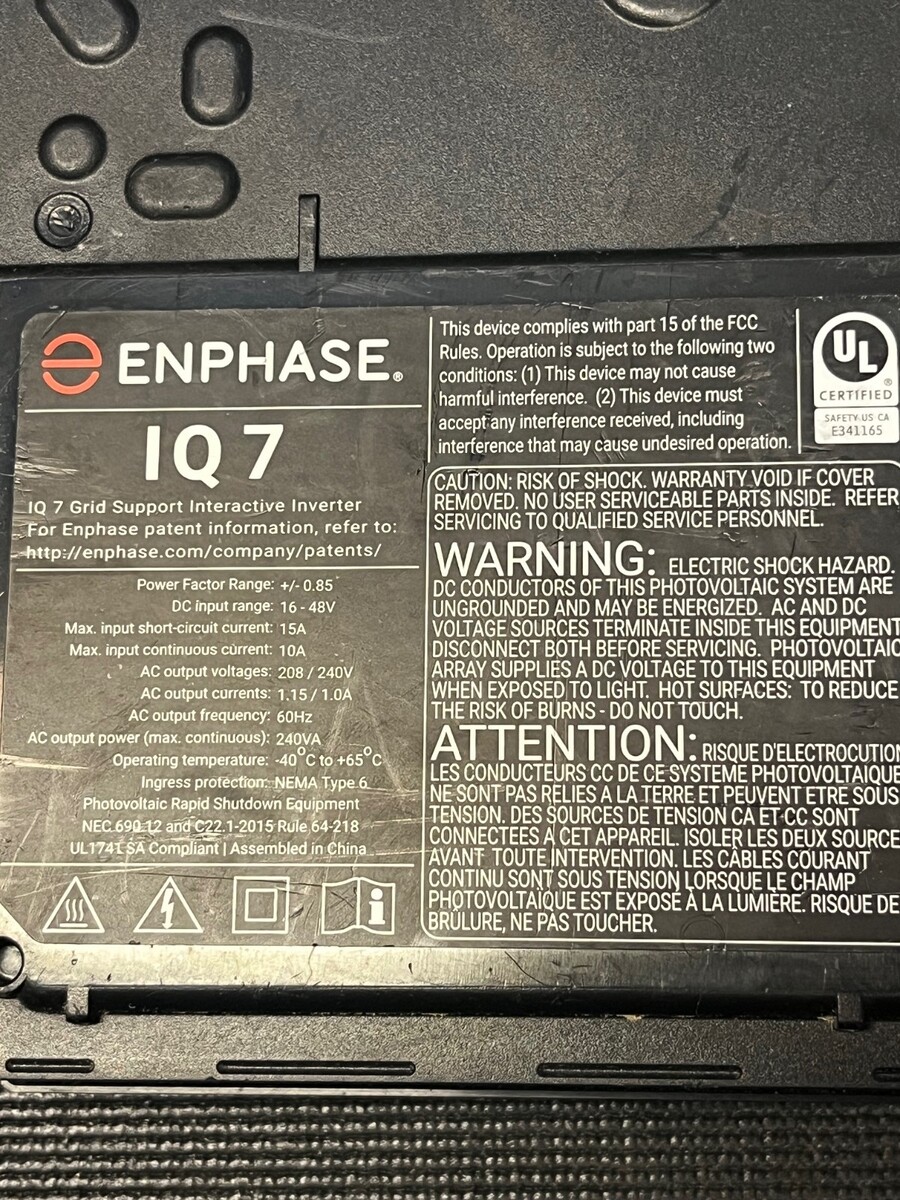 ENPHASE®
IQ 7
IQ 7 Grid Support Interactive Inverter
For Enphase patent information, refer to:
http://enphase.com/company/patents/
Power Factor Range: +/- 0.85
DC input range: 16 - 48V
Max. input short-circuit current: 15A
Max. input continuous current: 10A
AC output voltages: 208 / 240V
AC output currents: 1.15 / 1.0A
AC output frequency: 60Hz
AC output power (max. continuous): 240VA
Operating temperature: -40°C to +65°C
Ingress protection: NEMA Type 6
Photovoltaic Rapid Shutdown Equipment
NEC 690.12 and C22.1-2015 Rule 64-218
UL1741 SA Compliant | Assembled in China
This device complies with part 15 of the FCC
Rules. Operation is subject to the following two
conditions: (1) This device may not cause
harmful interference. (2) This device must
accept any interference received, including
interference that may cause undesired operation.
UL®
CERTIFIED
SAFETY US CA
E341165
CAUTION: RISK OF SHOCK. WARRANTY VOID IF COVER
REMOVED. NO USER SERVICEABLE PARTS INSIDE. REFER
SERVICING TO QUALIFIED SERVICE PERSONNEL.
WARNING: ELECTRIC SHOCK HAZARD.
DC CONDUCTORS OF THIS PHOTOVOLTAIC SYSTEM ARE
UNGROUNDED AND MAY BE ENERGIZED. AC AND DC
VOLTAGE SOURCES TERMINATE INSIDE THIS EQUIPMENT
DISCONNECT BOTH BEFORE SERVICING. PHOTOVOLTAIC
ARRAY SUPPLIES A DC VOLTAGE TO THIS EQUIPMENT
WHEN EXPOSED TO LIGHT. HOT SURFACES: TO REDUCE
THE RISK OF BURNS - DO NOT TOUCH.
ATTENTION: RISQUE D'ELECTROCUTION
LES CONDUCTEURS CC DE CE SYSTEME PHOTOVOLTAIQUE
NE SONT PAS RELIES A LA TERRE ET PEUVENT ETRE SOUS
TENSION. DES SOURCES DE TENSION CA ET CC SONT
CONNECTEES A CET APPAREIL. ISOLER LES DEUX SOURCE
AVANT TOUTE INTERVENTION. LES CÂBLES COURANT
CONTINU SONT SOUS TENSION LORSQUE LE CHAMP
PHOTOVOLTAÏQUE EST EXPOSÉ À LA LUMIÈRE. RISQUE DE
BRÛLURE, NE PAS TOUCHER.